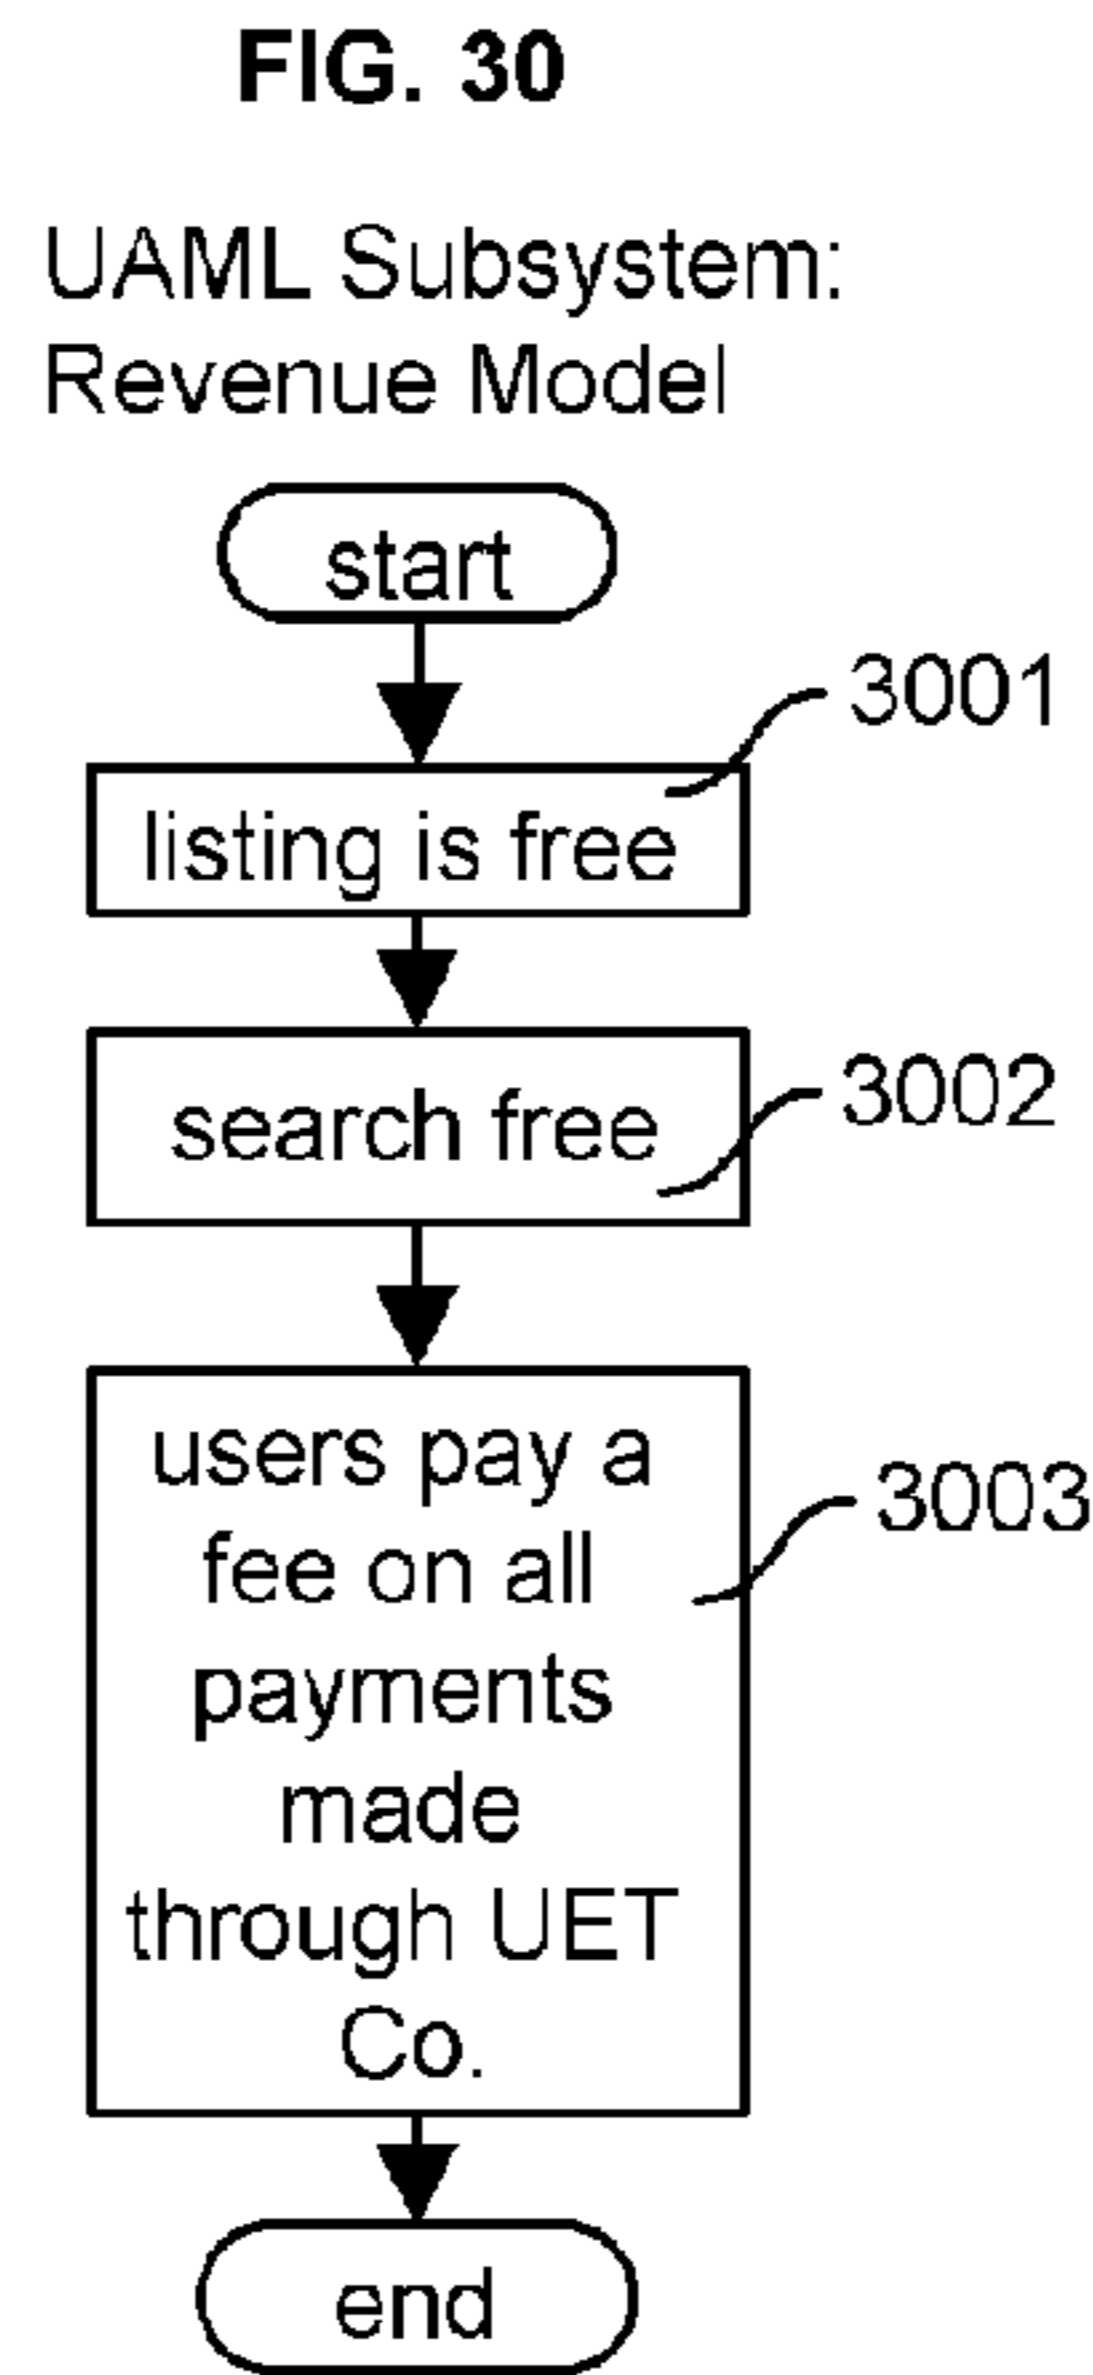 FIG. 30
UAML Subsystem:
Revenue Model
start
3001
listing is free
3002
search free
users pay a
3003
fee on all
payments
made
through UET
Co.
end